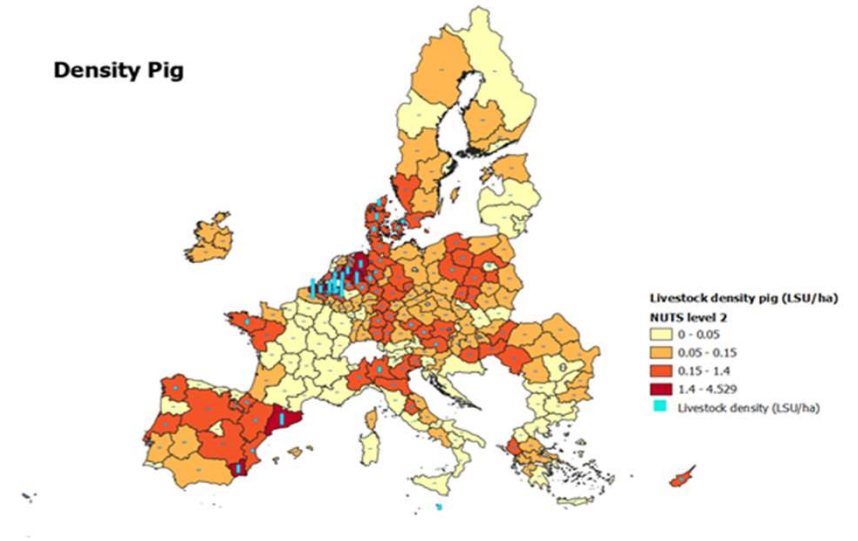 Density Pig
Livestock density pig (LSU/ha)
NUTS level 2
0 - 0.05
0.05 - 0.15
0.15 - 1.4
1.4 - 4.529
Livestock density (LSU/ha)